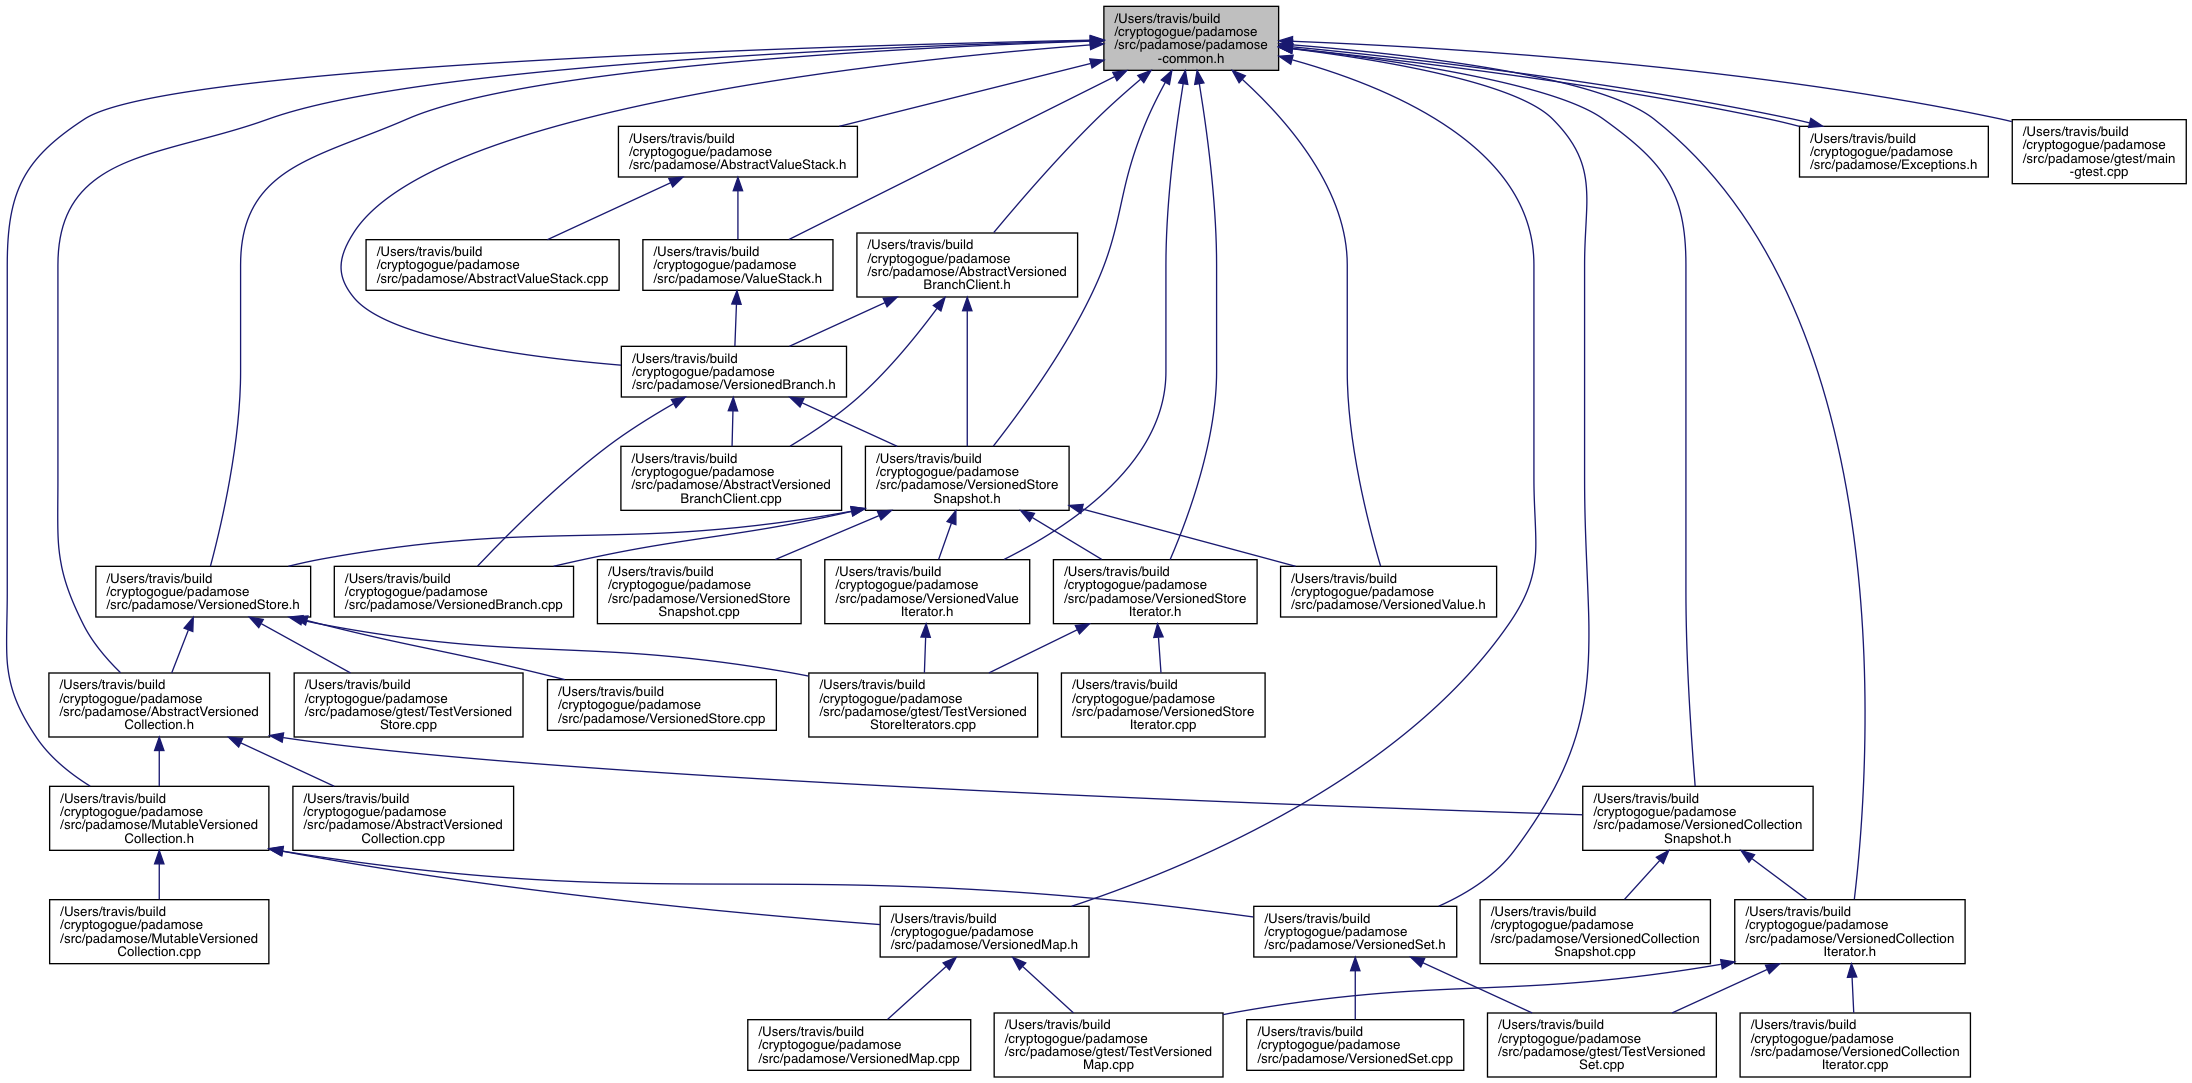 /Users/travis/build
/cryptogogue/padamose
/src/padamose/padamose
-common.h
/Users/travis/build
/cryptogogue/padamose
/src/padamose/AbstractValueStack.h
/Users/travis/build
/cryptogogue/padamose
/src/padamose/Exceptions.h
/Users/travis/build
/cryptogogue/padamose
/src/padamose/gtest/main
-gtest.cpp
/Users/travis/build
/cryptogogue/padamose
/src/padamose/AbstractValueStack.cpp
/Users/travis/build
/cryptogogue/padamose
/src/padamose/ValueStack.h
/Users/travis/build
/cryptogogue/padamose
/src/padamose/AbstractVersioned
BranchClient.h
/Users/travis/build
/cryptogogue/padamose
/src/padamose/VersionedBranch.h
/Users/travis/build
/cryptogogue/padamose
/src/padamose/AbstractVersioned
BranchClient.cpp
/Users/travis/build
/cryptogogue/padamose
/src/padamose/VersionedStore
Snapshot.h
/Users/travis/build
/cryptogogue/padamose
/src/padamose/VersionedStore.h
/Users/travis/build
/cryptogogue/padamose
/src/padamose/VersionedBranch.cpp
/Users/travis/build
/cryptogogue/padamose
/src/padamose/VersionedStore
Snapshot.cpp
/Users/travis/build
/cryptogogue/padamose
/src/padamose/VersionedValue
Iterator.h
/Users/travis/build
/cryptogogue/padamose
/src/padamose/VersionedStore
Iterator.h
/Users/travis/build
/cryptogogue/padamose
/src/padamose/VersionedValue.h
/Users/travis/build
/cryptogogue/padamose
/src/padamose/AbstractVersioned
Collection.h
/Users/travis/build
/cryptogogue/padamose
/src/padamose/gtest/TestVersioned
Store.cpp
/Users/travis/build
/cryptogogue/padamose
/src/padamose/VersionedStore.cpp
/Users/travis/build
/cryptogogue/padamose
/src/padamose/gtest/TestVersioned
StoreIterators.cpp
/Users/travis/build
/cryptogogue/padamose
/src/padamose/VersionedStore
Iterator.cpp
/Users/travis/build
/cryptogogue/padamose
/src/padamose/MutableVersioned
Collection.h
/Users/travis/build
/cryptogogue/padamose
/src/padamose/AbstractVersioned
Collection.cpp
/Users/travis/build
/cryptogogue/padamose
/src/padamose/VersionedCollection
Snapshot.h
/Users/travis/build
/cryptogogue/padamose
/src/padamose/MutableVersioned
Collection.cpp
/Users/travis/build
/cryptogogue/padamose
/src/padamose/VersionedMap.h
/Users/travis/build
/cryptogogue/padamose
/src/padamose/VersionedSet.h
/Users/travis/build
/cryptogogue/padamose
/src/padamose/VersionedCollection
Snapshot.cpp
/Users/travis/build
/cryptogogue/padamose
/src/padamose/VersionedCollection
Iterator.h
/Users/travis/build
/cryptogogue/padamose
/src/padamose/VersionedMap.cpp
/Users/travis/build
/cryptogogue/padamose
/src/padamose/gtest/TestVersioned
Map.cpp
/Users/travis/build
/cryptogogue/padamose
/src/padamose/VersionedSet.cpp
/Users/travis/build
/cryptogogue/padamose
/src/padamose/gtest/TestVersioned
Set.cpp
/Users/travis/build
/cryptogogue/padamose
/src/padamose/VersionedCollection
Iterator.cpp